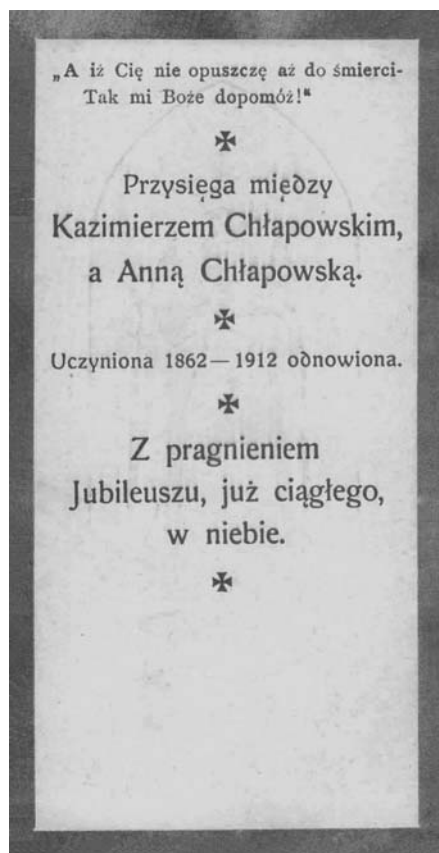 „A iż Cię nie opuszczę aż do śmierci-
Tak mi Boże dopomóż!“
Przysięga między
Kazimierzem Chłapowskim,
a Anną Chłapowską.
Uczyniona 1862—1912 odnowiona.
Z pragnieniem
Jubileuszu, już ciągłego,
w niebie.